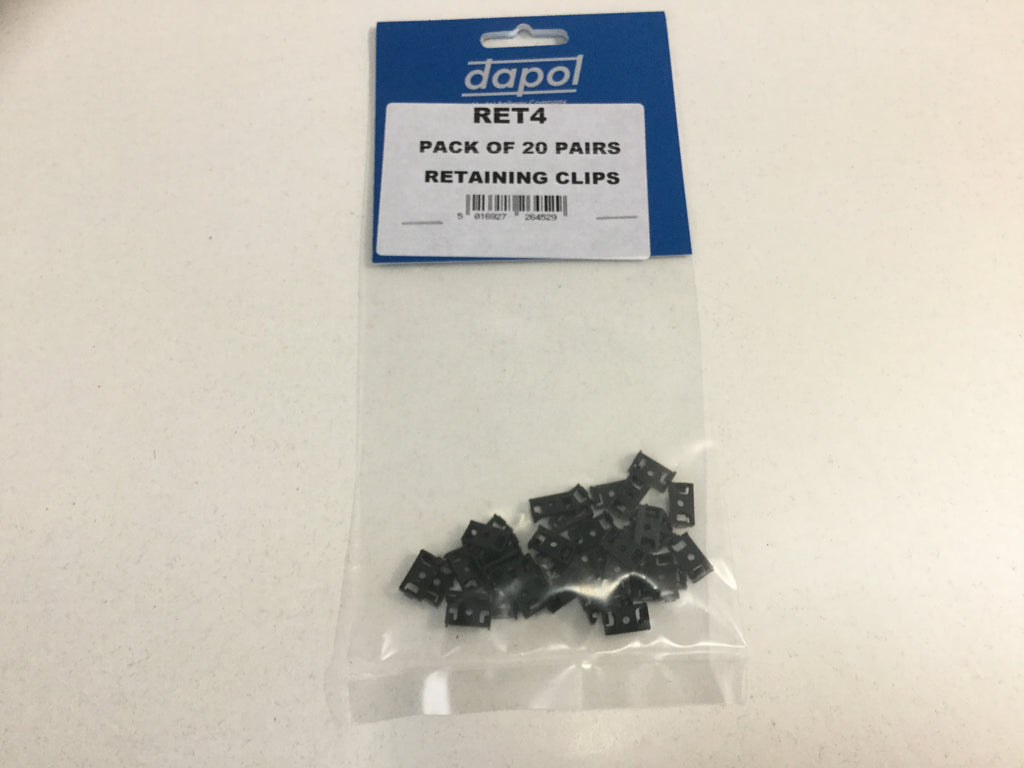 dapol
RET4
PACK OF 20 PAIRS
RETAINING CLIPS
5 016927 264529